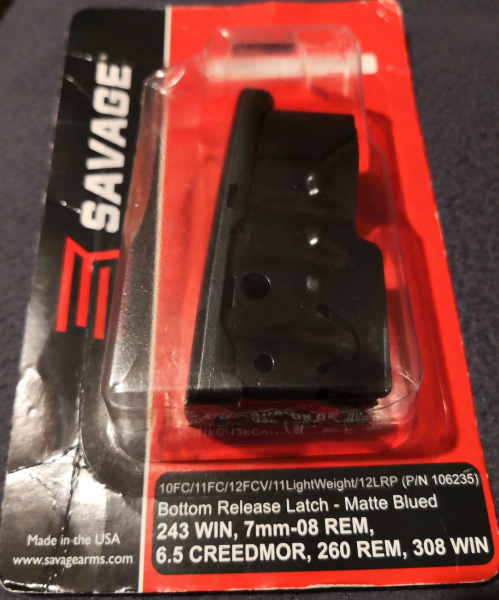 SAVAGE
10FC/11FC/12FCV/11LightWeight/12LRP (P/N 106235)
Bottom Release Latch - Matte Blued
243 WIN, 7mm-08 REM,
6.5 CREEDMOR, 260 REM, 308 WIN
Made in the USA
www.savagearms.com